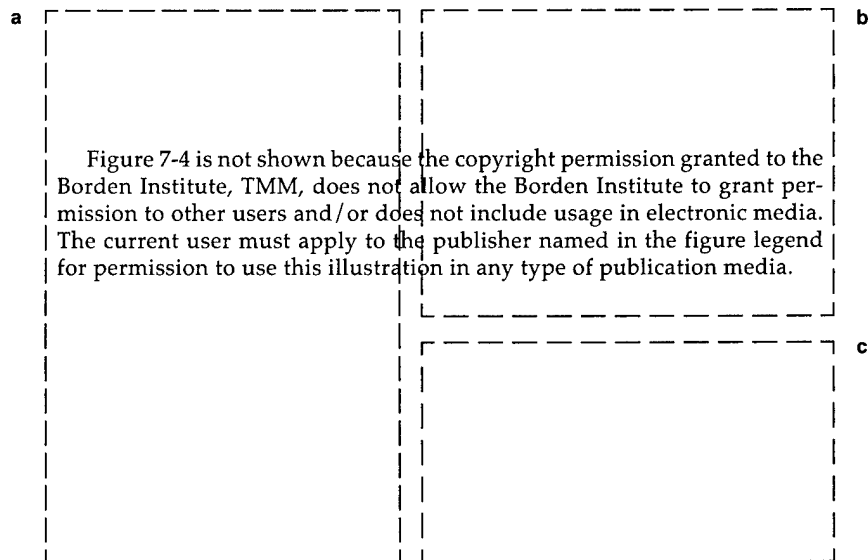 a
b
Figure 7-4 is not shown because the copyright permission granted to the
Borden Institute, TMM, does not allow the Borden Institute to grant per-
mission to other users and/or does not include usage in electronic media.
The current user must apply to the publisher named in the figure legend
for permission to use this illustration in any type of publication media.
c